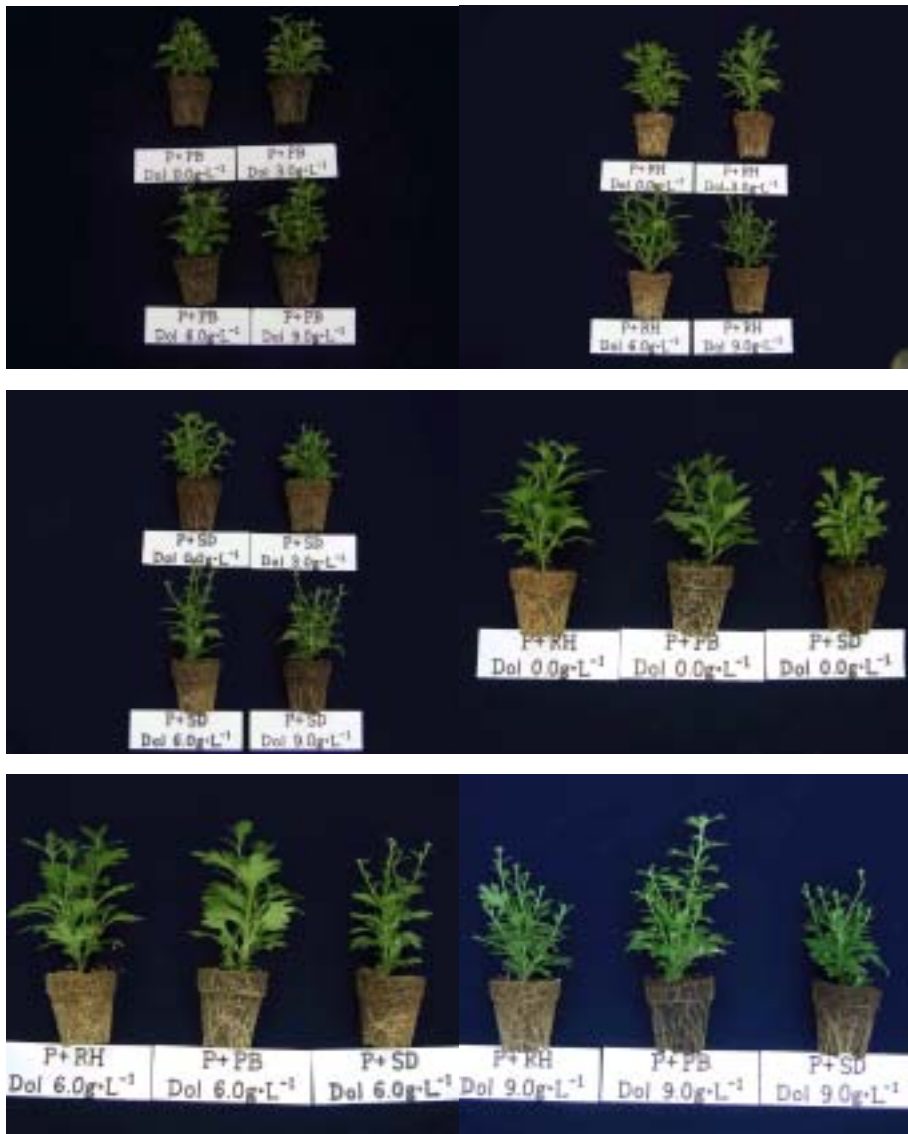 P+PB
Dol 0.0g·L⁻¹
P+PB
Dol 3.0g·L⁻¹
P+PB
Dol 6.0g·L⁻¹
P+PB
Dol 9.0g·L⁻¹
P+RH
Dol 0.0g·L⁻¹
P+RH
Dol 3.0g·L⁻¹
P+RH
Dol 6.0g·L⁻¹
P+RH
Dol 9.0g·L⁻¹
P+SD
Dol 0.0g·L⁻¹
P+SD
Dol 3.0g·L⁻¹
P+SD
Dol 6.0g·L⁻¹
P+SD
Dol 9.0g·L⁻¹
P+RH
Dol 0.0g·L⁻¹
P+PB
Dol 0.0g·L⁻¹
P+SD
Dol 0.0g·L⁻¹
P+RH
Dol 6.0g·L⁻¹
P+PB
Dol 6.0g·L⁻¹
P+SD
Dol 6.0g·L⁻¹
P+RH
Dol 9.0g·L⁻¹
P+PB
Dol 9.0g·L⁻¹
P+SD
Dol 9.0g·L⁻¹